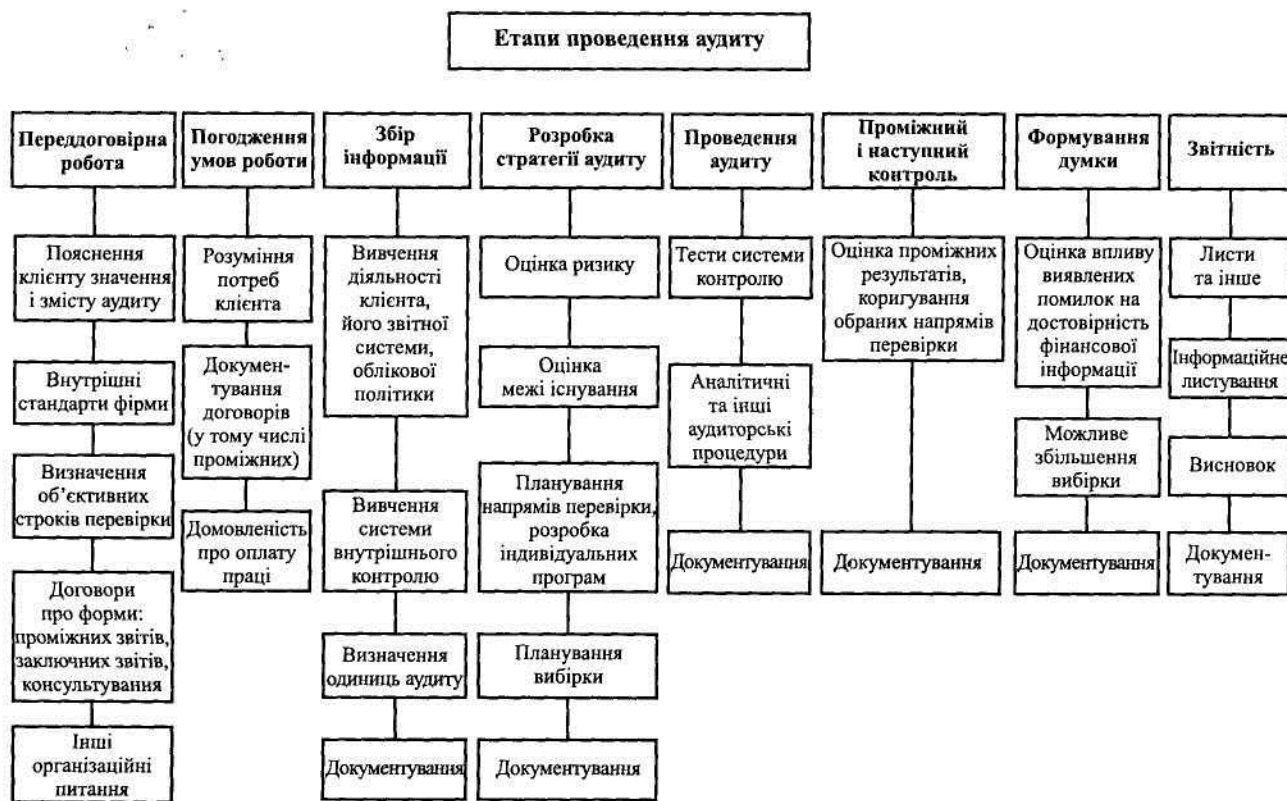 Етапи проведення аудиту
Переддоговірна
робота
Пояснення
клієнту значення
і змісту аудиту
Внутрішні
стандарти фірми
Визначення
об’єктивних
строків перевірки
Договори
про форми:
проміжних звітів,
заключних звітів,
консультування
Інші
організаційні
питання
Погодження
умов роботи
Розуміння
потреб
клієнта
Докумен-
тування
договорів
(у тому числі
проміжних)
Домовленість
про оплату
праці
Збір
інформації
Вивчення
діяльності
клієнта,
його звітної
системи,
облікової
політики
Вивчення
системи
внутрішнього
контролю
Визначення
одиниць аудиту
Документування
Розробка
стратегії аудиту
Оцінка ризику
Оцінка
межі існування
Планування
напрямів перевірки,
розробка
індивідуальних
програм
Планування
вибірки
Документування
Проведення
аудиту
Тести системи
контролю
Аналітичні
та інші
аудиторські
процедури
Документування
Проміжний
і наступний
контроль
Оцінка проміжних
результатів,
коригування
обраних напрямів
перевірки
Документування
Формування
думки
Оцінка впливу
виявлених
помилок на
достовірність
фінансової
інформації
Можливе
збільшення
вибірки
Документування
Звітність
Листи
та інше
Інформаційне
листування
Висновок
Докумен-
тування